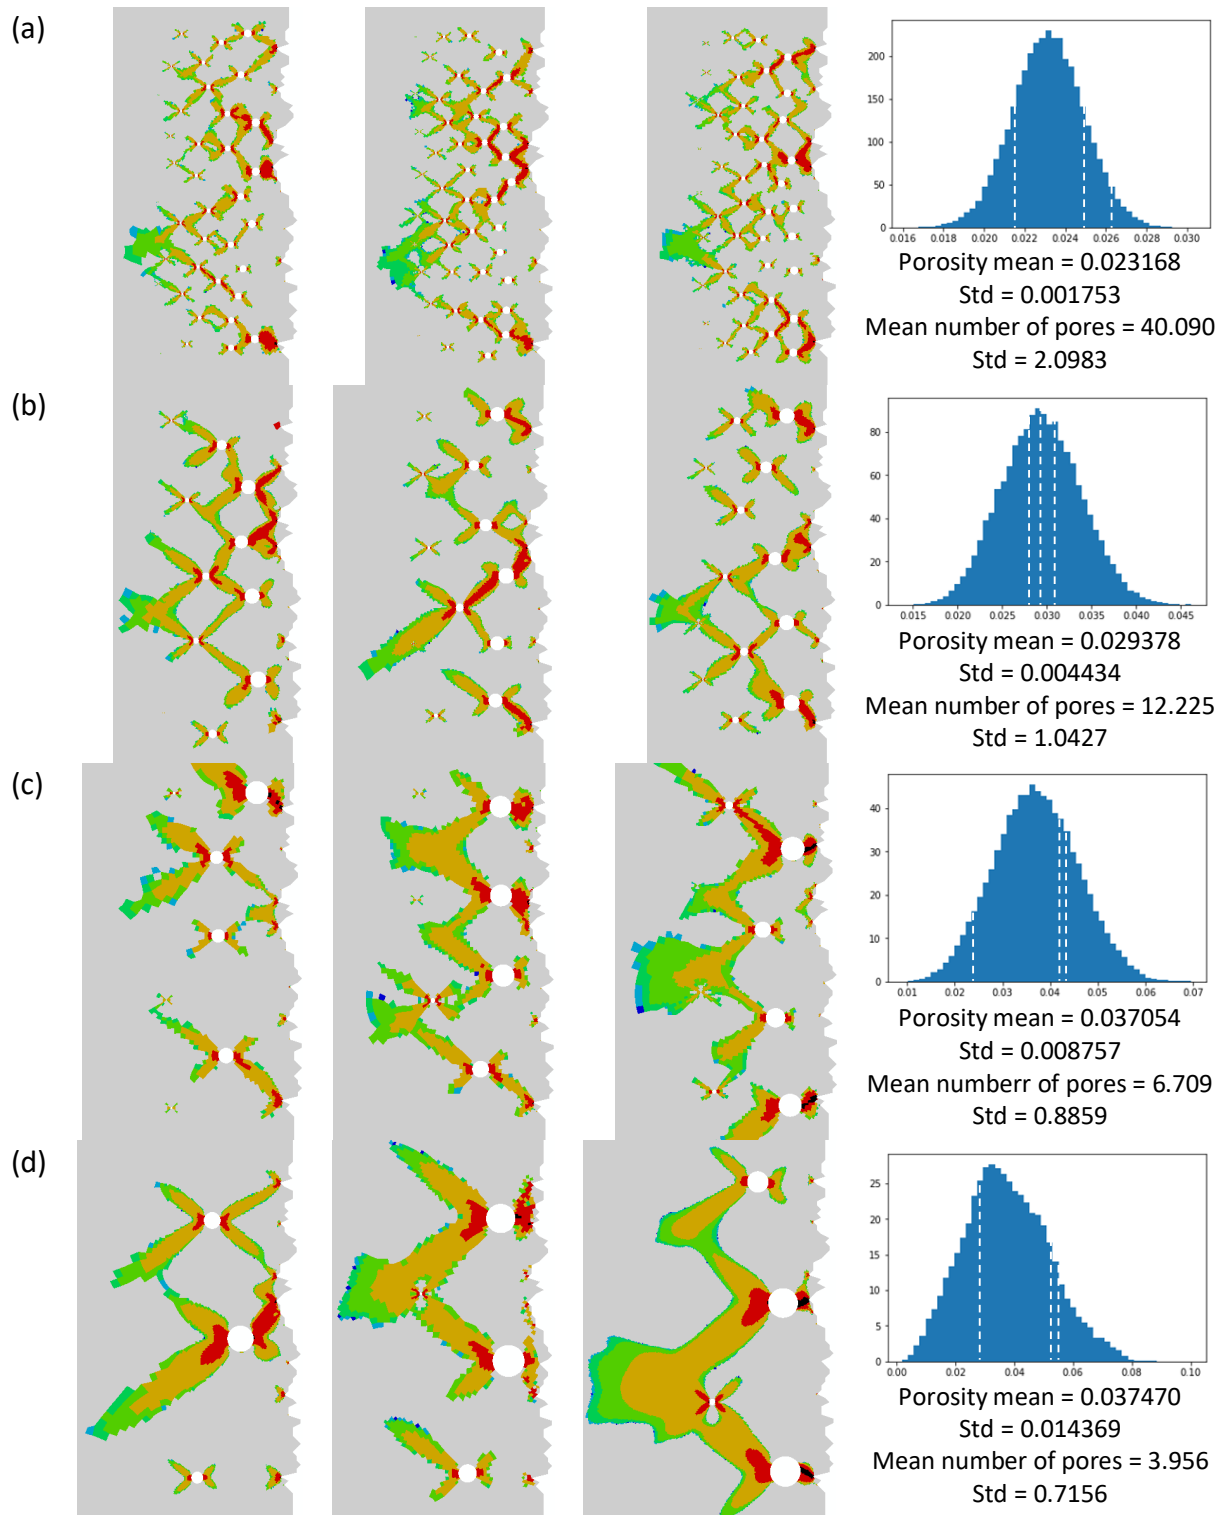 (a)
200
150
100
50
0
0.016 0.018 0.020 0.022 0.024 0.026 0.028 0.030
Porosity mean = 0.023168
Std = 0.001753
Mean number of pores = 40.090
Std = 2.0983
(b)
80
60
40
20
0
0.015 0.020 0.025 0.030 0.035 0.040 0.045
Porosity mean = 0.029378
Std = 0.004434
Mean number of pores = 12.225
Std = 1.0427
(c)
40
30
20
10
0
0.01 0.02 0.03 0.04 0.05 0.06 0.07
Porosity mean = 0.037054
Std = 0.008757
Mean numberr of pores = 6.709
Std = 0.8859
(d)
25
20
15
10
5
0
0.00 0.02 0.04 0.06 0.08 0.10
Porosity mean = 0.037470
Std = 0.014369
Mean number of pores = 3.956
Std = 0.7156